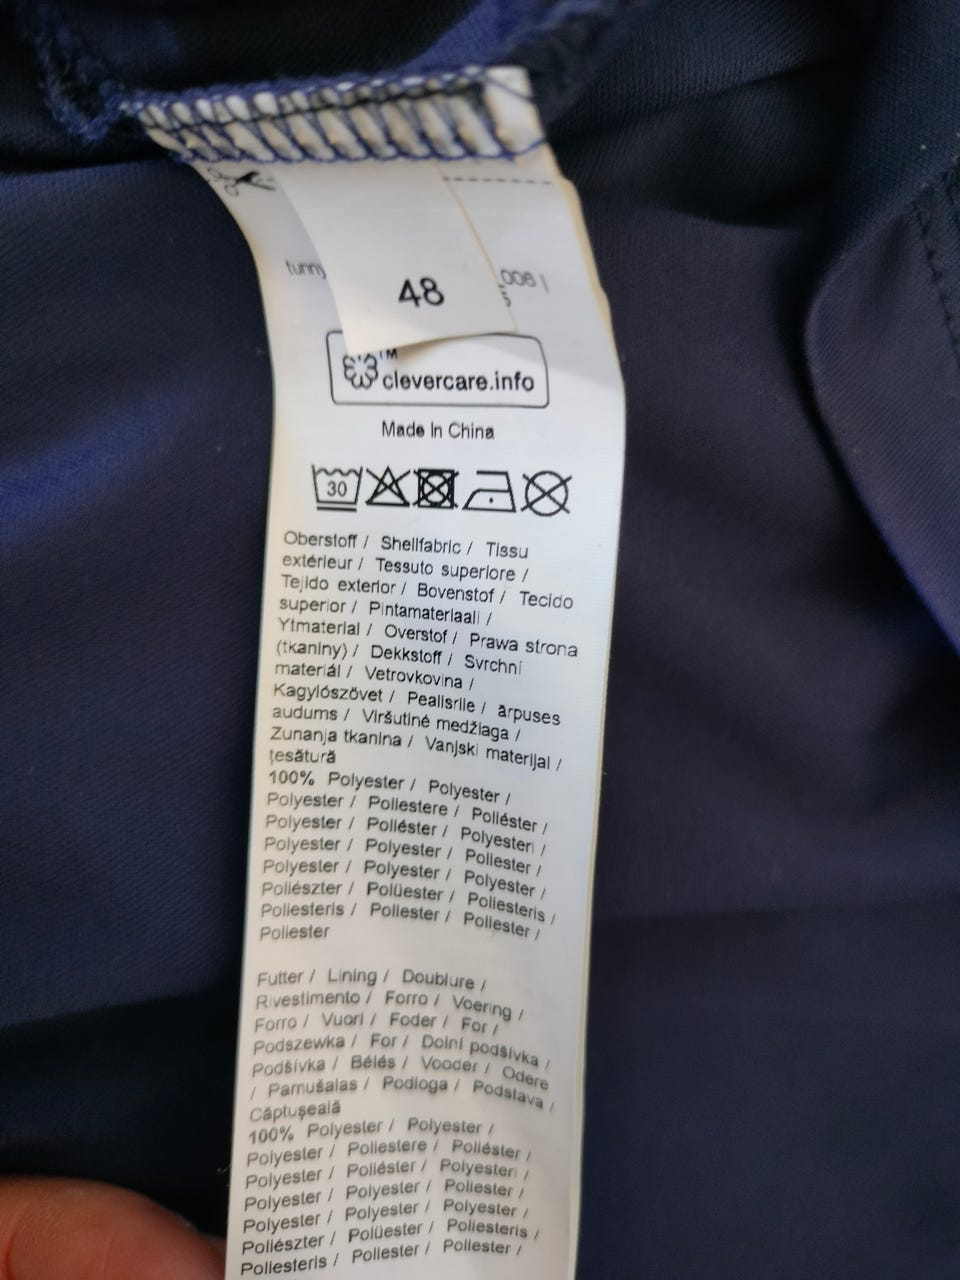 48
006 |
clevercare.info
Made In China
30
Oberstoff / Shellfabric / Tissu
extérieur / Tessuto superiore /
Tejido exterior / Bovenstof / Tecido
superior / Pintamateriaali /
Ytmaterial / Overstof / Prawa strona
(tkaniny) / Dekkstoff / Svrchní
materiál / Vetrovkovina /
Kagylószövet / Pealisriie / ārpuses
audums / Viršutinė medžiaga /
Zunanja tkanina / Vanjski materijal /
ţesătură
100% Polyester / Polyester /
Polyester / Poliestere / Poliéster /
Polyester / Poliéster / Polyesteri /
Polyester / Polyester / Poliester /
Polyester / Polyester / Polyester /
Poliészter / Polüester / Poliesteris /
Poliesteris / Poliester / Poliester /
Poliester
Futter / Lining / Doublure /
Rivestimento / Forro / Voering /
Forro / Vuori / Foder / For /
Podszewka / For / Dolní podšívka /
Podšívka / Bélés / Vooder / Odere
/ Pamušalas / Podloga / Podstava /
Căptuşeală
100% Polyester / Polyester /
Polyester / Poliestere / Poliéster /
Polyester / Poliéster / Polyesteri /
Polyester / Polyester / Poliester /
Polyester / Polyester / Polyester /
Poliészter / Polüester / Poliesteris /
Poliesteris / Poliester / Poliester /